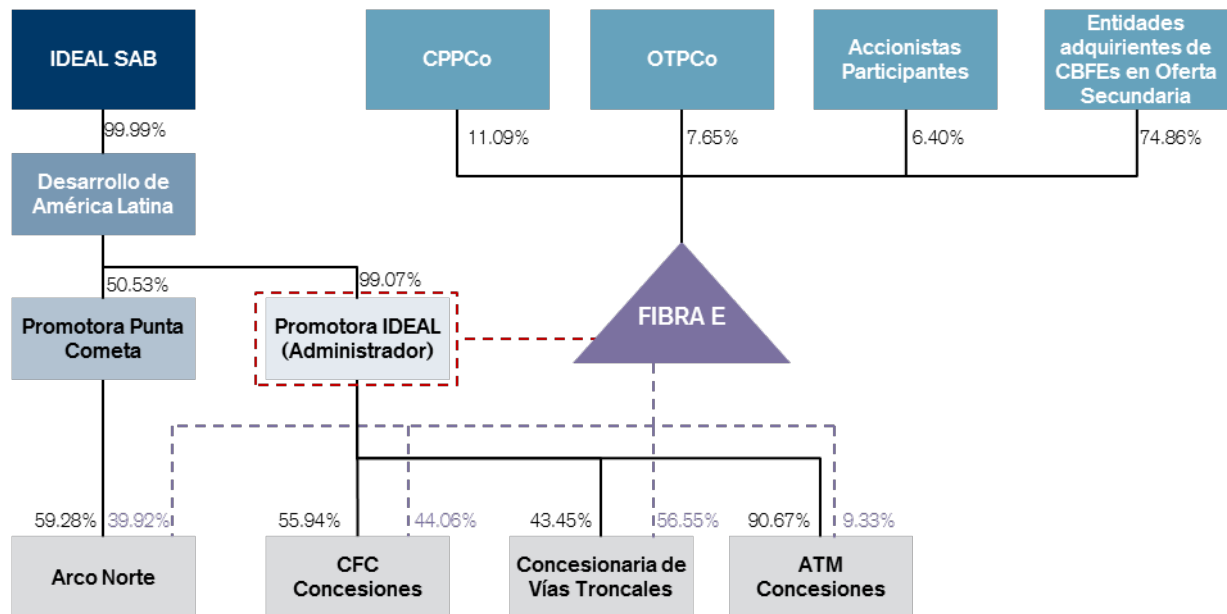 IDEAL SAB
CPPCo
OTPCo
Accionistas
Participantes
Entidades
adquirientes de
CBFEs en Oferta
Secundaria
99.99%
11.09%
7.65%
6.40%
74.86%
Desarrollo de
América Latina
50.53%
99.07%
Promotora Punta
Cometa
Promotora IDEAL
(Administrador)
FIBRA E
59.28%
39.92%
55.94%
44.06%
43.45%
56.55%
90.67%
9.33%
Arco Norte
CFC
Concesiones
Concesionaria de
Vías Troncales
ATM
Concesiones